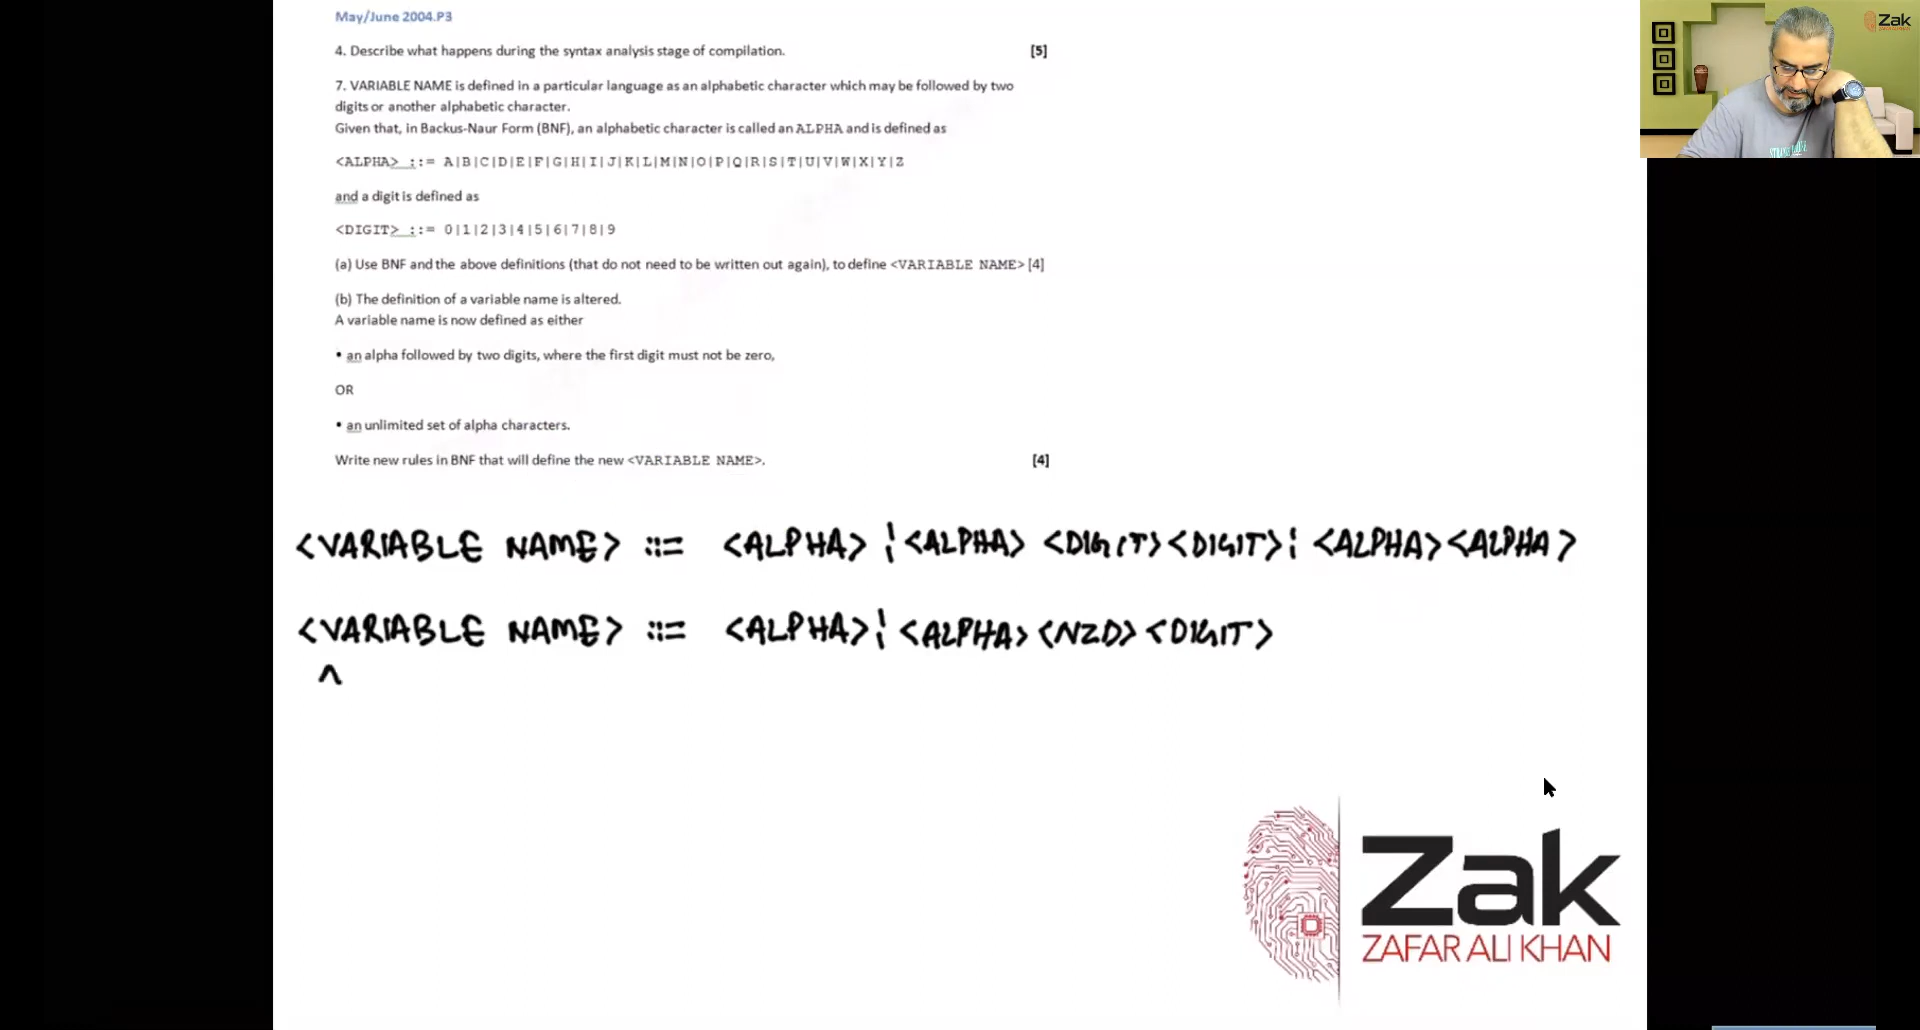 May/June 2004.P3
4. Describe what happens during the syntax analysis stage of compilation. [5]
7. VARIABLE NAME is defined in a particular language as an alphabetic character which may be followed by two
digits or another alphabetic character.
Given that, in Backus-Naur Form (BNF), an alphabetic character is called an ALPHA and is defined as
<ALPHA> ::= A|B|C|D|E|F|G|H|I|J|K|L|M|N|O|P|Q|R|S|T|U|V|W|X|Y|Z
and a digit is defined as
<DIGIT> ::= 0|1|2|3|4|5|6|7|8|9
(a) Use BNF and the above definitions (that do not need to be written out again), to define <VARIABLE NAME> [4]
(b) The definition of a variable name is altered.
A variable name is now defined as either
• an alpha followed by two digits, where the first digit must not be zero,
OR
• an unlimited set of alpha characters.
Write new rules in BNF that will define the new <VARIABLE NAME>. [4]
<VARIABLE NAME> ::= <ALPHA> ¦ <ALPHA> <DIGIT><DIGIT> ¦ <ALPHA><ALPHA>
<VARIABLE NAME> ::= <ALPHA> ¦ <ALPHA> <NZD> <DIGIT>
^
Zak
ZAFAR ALI KHAN
Zak
ZAFAR ALI KHAN